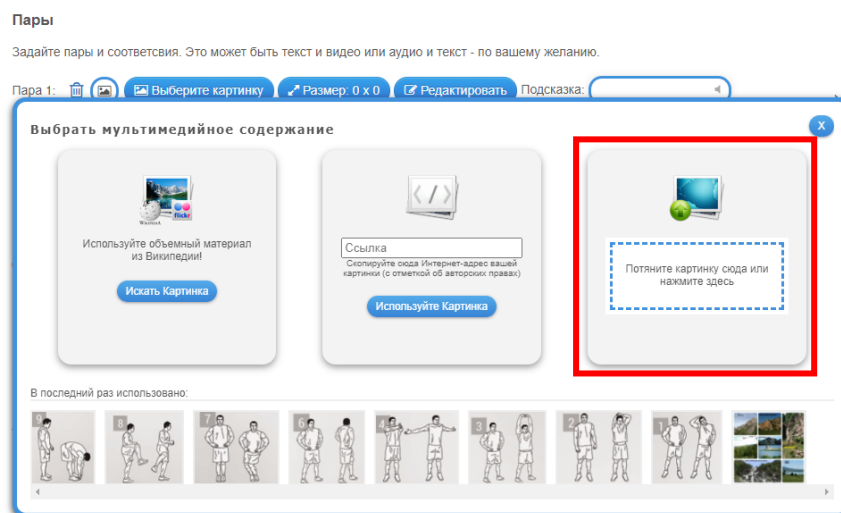 Пары
Задайте пары и соответсвия. Это может быть текст и видео или аудио и текст - по вашему желанию.
Пара 1: Выберите картинку Размер: 0 x 0 Редактировать Подсказка:
Выбрать мультимедийное содержание
X
WIKIPEDIA flickr
Используйте объемный материал
из Википедии!
Искать Картинка
</>
Ссылка
Скопируйте сюда Интернет-адрес вашей
картинки (с отметкой об авторских правах)
Используйте Картинка
Потяните картинку сюда или
нажмите здесь
В последний раз использовано:
9 8 7 6 4 3 2 1